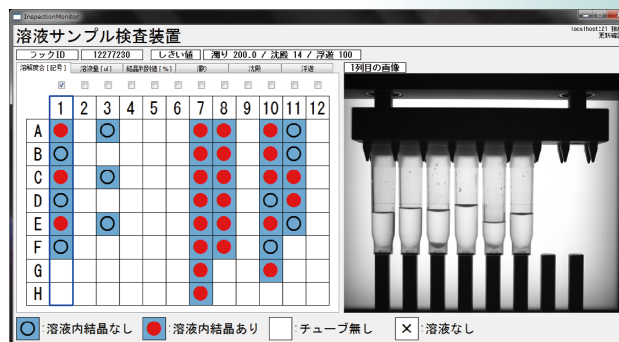 InspectionMonitor
溶液サンプル検査装置
localhost:21
ラックID 12277230 しきい値 濁り 200.0 / 沈殿 14 / 浮遊 100
溶解度合[記号] 溶液量[ul] 結晶判別値[%] 濁り 沈殿 浮遊
1列目の画像
1 2 3 4 5 6 7 8 9 10 11 12
A
B
C
D
E
F
G
H
:溶液内結晶なし :溶液内結晶あり :チューブ無し × :溶液なし